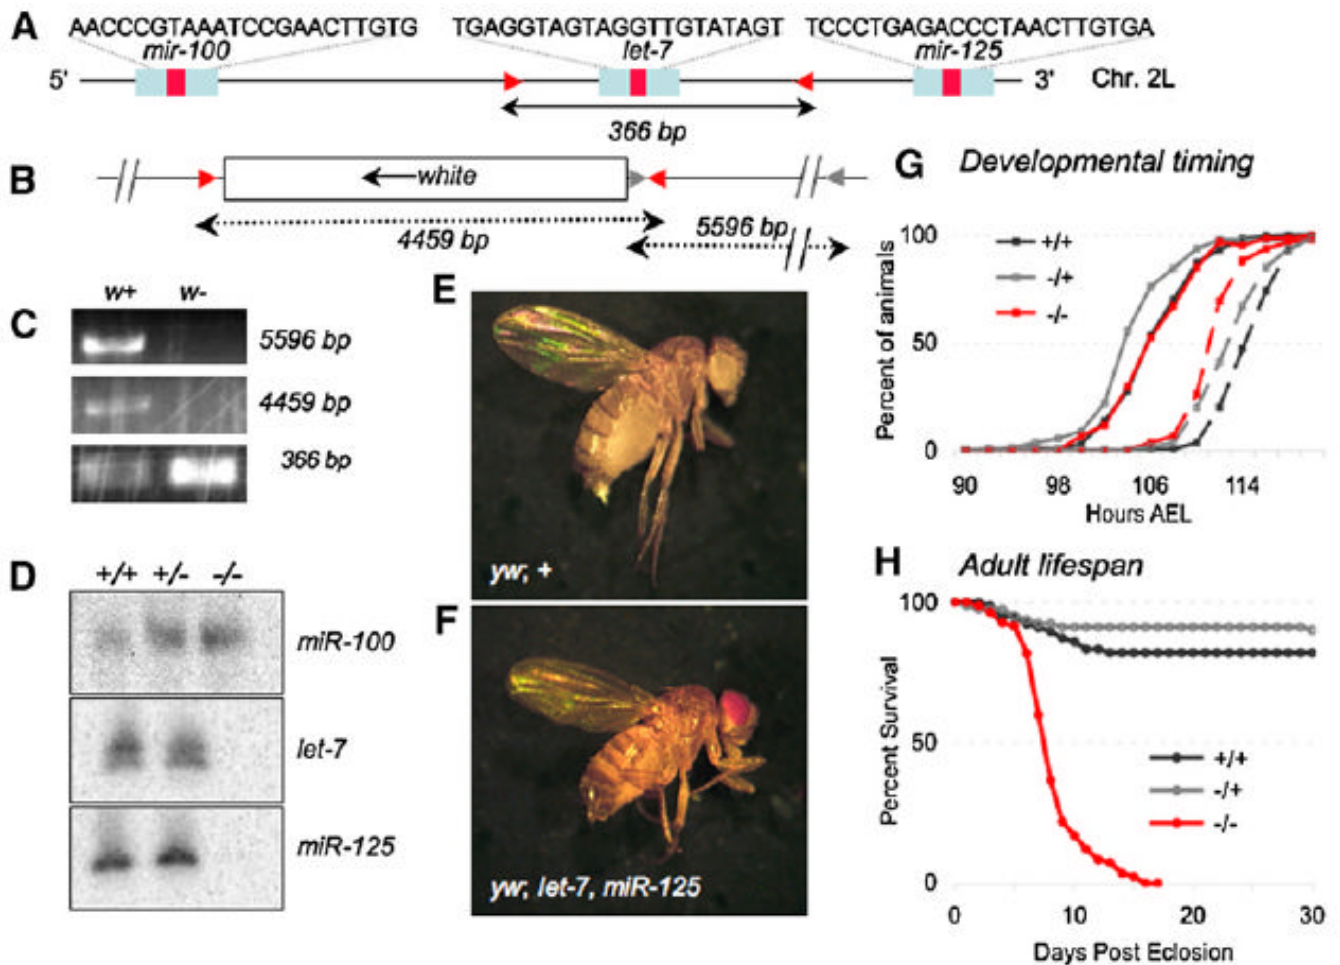 A
AACCCGTAAATCCGAACTTGTG TGAGGTAGTAGGTTGTATAGT TCCCTGAGACCCTAACTTGTGA
mir-100 let-7 mir-125
5' 3' Chr. 2L
366 bp
B
white
4459 bp 5596 bp
C
w+ w-
5596 bp
4459 bp
366 bp
D
+/+ +/- -/-
miR-100
let-7
miR-125
E
yw; +
F
yw; let-7, miR-125
G Developmental timing
Percent of animals
100
50
0
+/+
-/+
-/-
90 98 106 114
Hours AEL
H Adult lifespan
Percent Survival
100
50
0
+/+
-/+
-/-
0 10 20 30
Days Post Eclosion